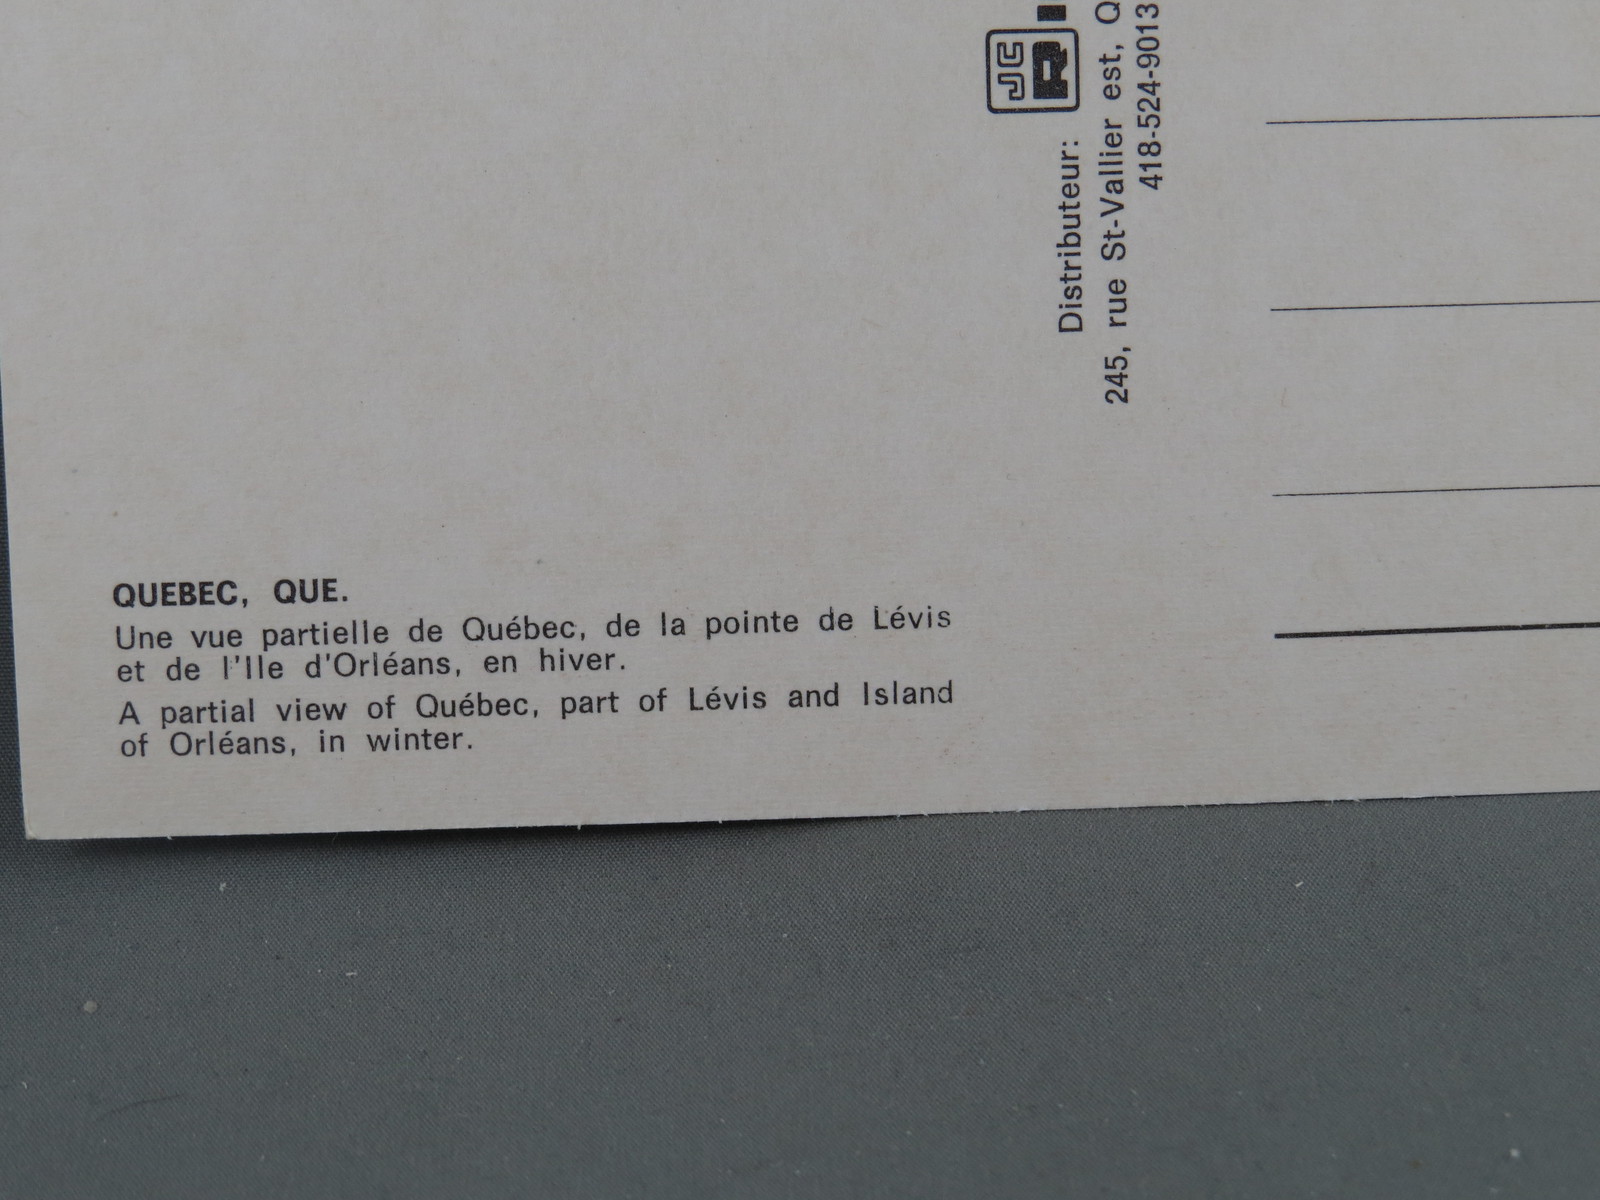 QUEBEC, QUE.
Une vue partielle de Québec, de la pointe de Lévis
et de l'Ile d'Orléans, en hiver.
A partial view of Québec, part of Lévis and Island
of Orléans, in winter.
Distributeur: JC R
245, rue St-Vallier est, Q
418-524-9013